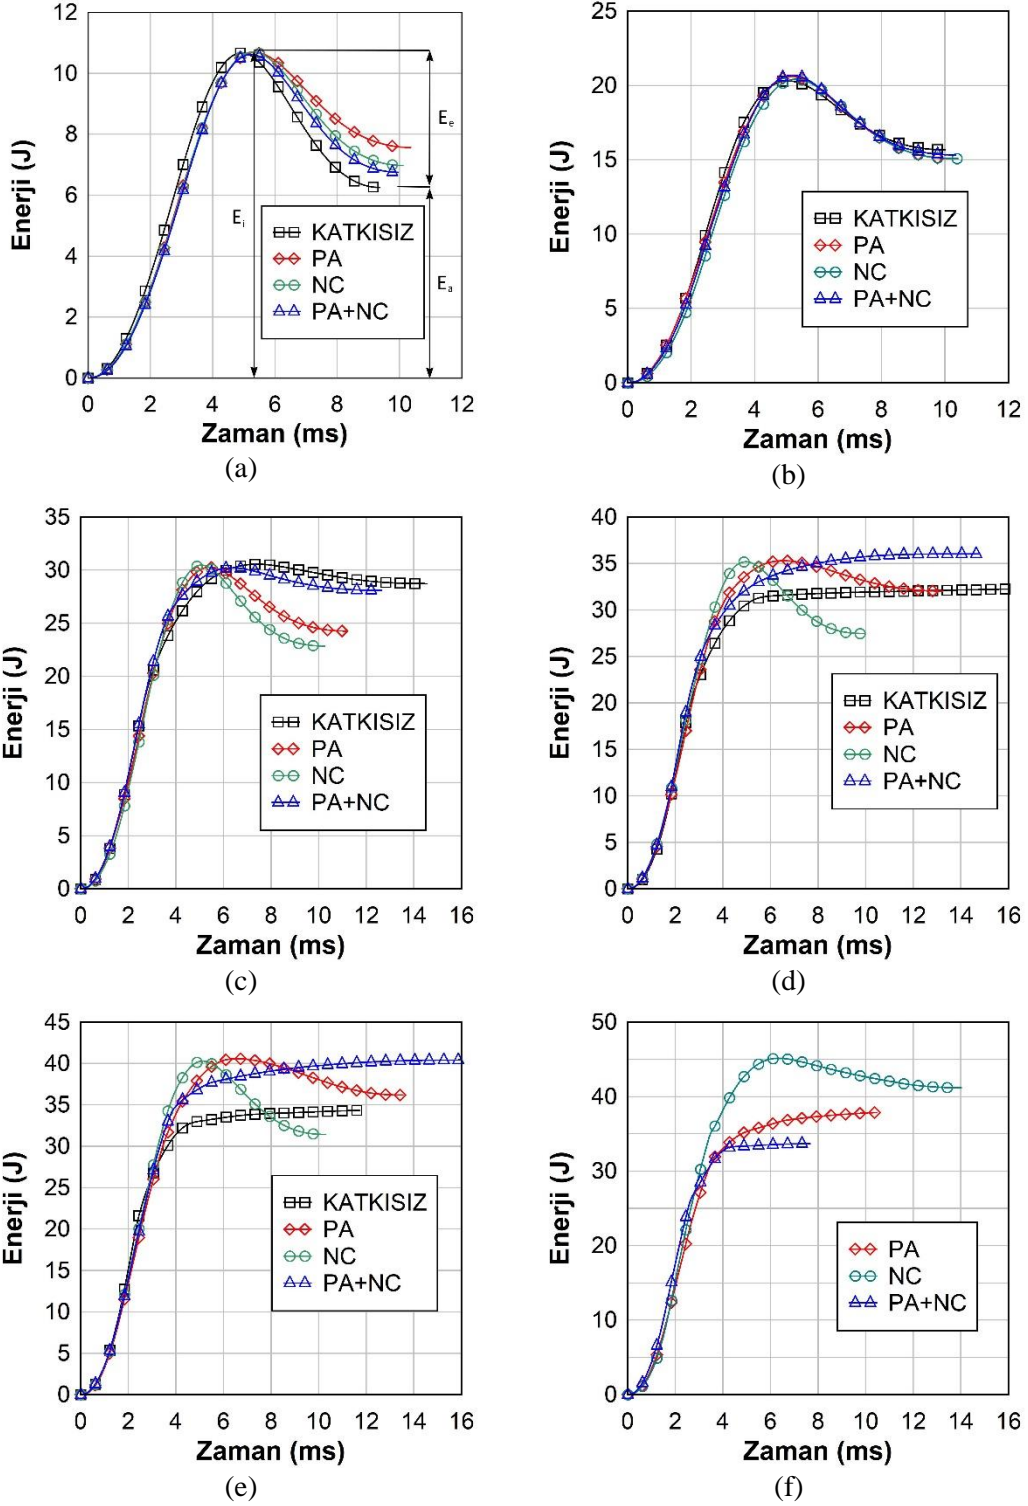 12
10
8
6
4
2
0
Enerji (J)
Eᵢ
Eₑ
Eₐ
KATKISIZ
PA
NC
PA+NC
0 2 4 6 8 10 12
Zaman (ms)
(a)
25
20
15
10
5
0
Enerji (J)
KATKISIZ
PA
NC
PA+NC
0 2 4 6 8 10 12
Zaman (ms)
(b)
35
30
25
20
15
10
5
0
Enerji (J)
KATKISIZ
PA
NC
PA+NC
0 2 4 6 8 10 12 14 16
Zaman (ms)
(c)
40
35
30
25
20
15
10
5
0
Enerji (J)
KATKISIZ
PA
NC
PA+NC
0 2 4 6 8 10 12 14 16
Zaman (ms)
(d)
45
40
35
30
25
20
15
10
5
0
Enerji (J)
KATKISIZ
PA
NC
PA+NC
0 2 4 6 8 10 12 14 16
Zaman (ms)
(e)
50
40
30
20
10
0
Enerji (J)
PA
NC
PA+NC
0 2 4 6 8 10 12 14 16
Zaman (ms)
(f)